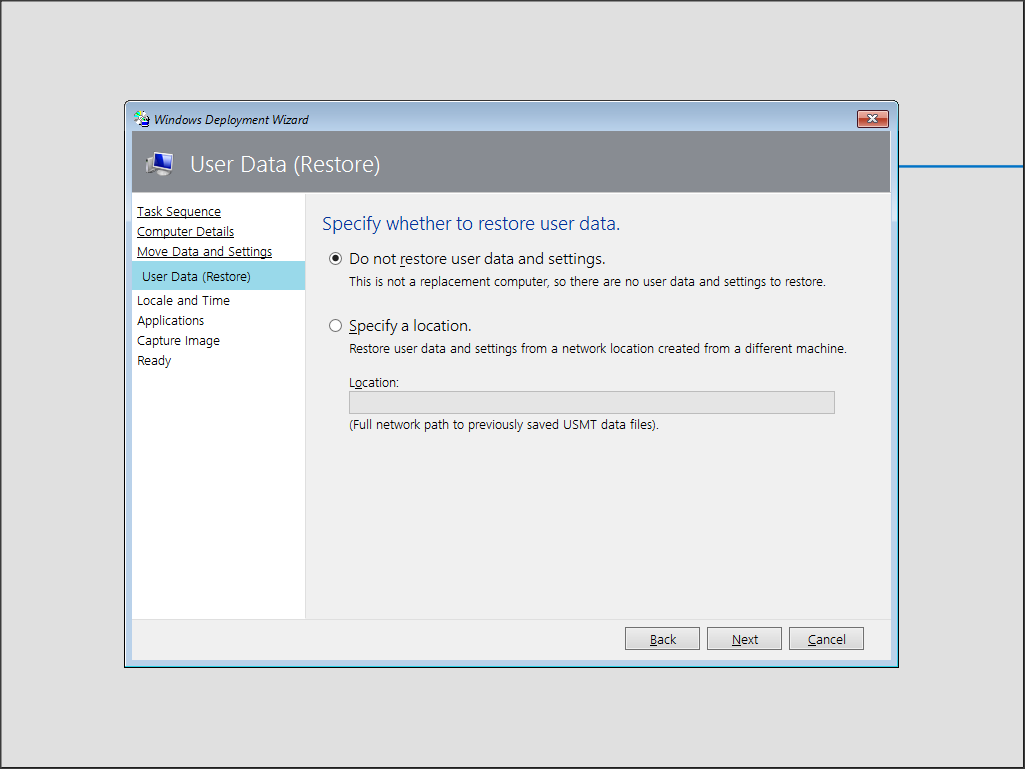 Windows Deployment Wizard
User Data (Restore)
Task Sequence
Computer Details
Move Data and Settings
User Data (Restore)
Locale and Time
Applications
Capture Image
Ready
Specify whether to restore user data.
Do not restore user data and settings.
This is not a replacement computer, so there are no user data and settings to restore.
Specify a location.
Restore user data and settings from a network location created from a different machine.
Location:
(Full network path to previously saved USMT data files).
Back
Next
Cancel